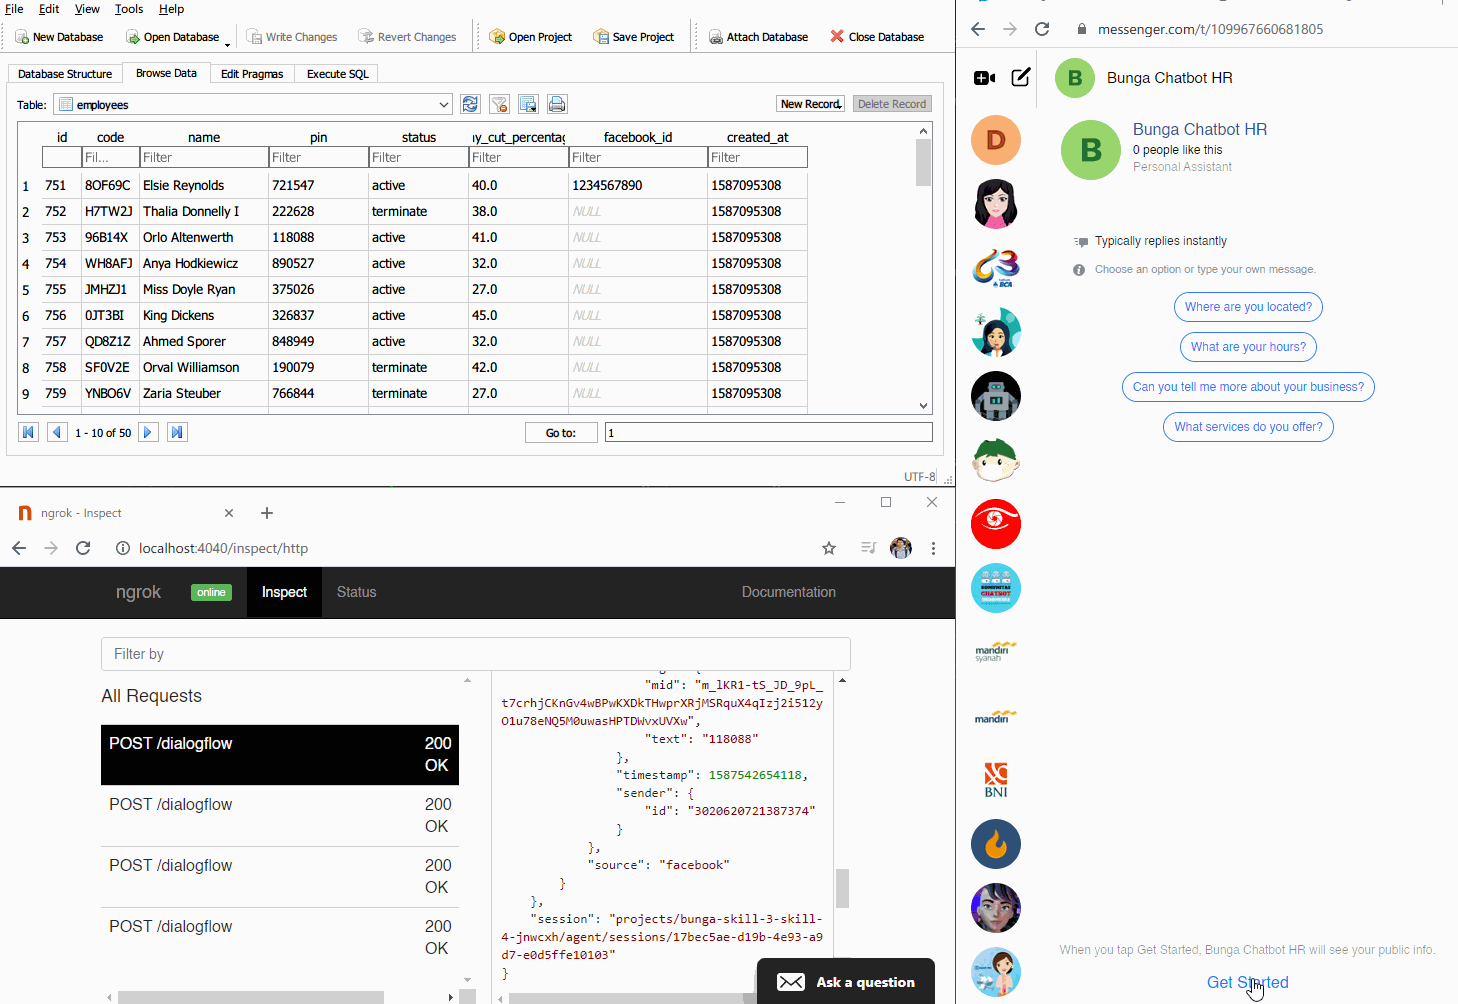 File Edit View Tools Help
New Database Open Database Write Changes Revert Changes Open Project Save Project Attach Database Close Database
Database Structure Browse Data Edit Pragmas Execute SQL
Table: employees New Record Delete Record
id code name pin status ny_cut_percentag facebook_id created_at
Fil... Filter Filter Filter Filter Filter Filter
1 751 8OF69C Elsie Reynolds 721547 active 40.0 1234567890 1587095308
2 752 H7TW2J Thalia Donnelly I 222628 terminate 38.0 NULL 1587095308
3 753 96B14X Orlo Altenwerth 118088 active 41.0 NULL 1587095308
4 754 WH8AFJ Anya Hodkiewicz 890527 active 32.0 NULL 1587095308
5 755 JMHZJ1 Miss Doyle Ryan 375026 active 27.0 NULL 1587095308
6 756 0JT3BI King Dickens 326837 active 45.0 NULL 1587095308
7 757 QD8Z1Z Ahmed Sporer 848949 active 32.0 NULL 1587095308
8 758 SF0V2E Orval Williamson 190079 terminate 42.0 NULL 1587095308
9 759 YNBO6V Zaria Steuber 766844 terminate 27.0 NULL 1587095308
1 - 10 of 50 Go to: 1
UTF-8
ngrok - Inspect
localhost:4040/inspect/http
ngrok online Inspect Status Documentation
Filter by
All Requests
POST /dialogflow 200 OK
POST /dialogflow 200 OK
POST /dialogflow 200 OK
POST /dialogflow 200 OK
"mid": "m_lKR1-tS_JD_9pL_
t7crhjCKnGv4wBPwKXDkTHwprXRjMSRquX4qIzj2i512y
O1u78eNQ5M0uwasHPTDWvxUVXw",
"text": "118088"
},
"timestamp": 1587542654118,
"sender": {
"id": "3020620721387374"
}
},
"source": "facebook"
}
},
"session": "projects/bunga-skill-3-skill-
4-jnwcxh/agent/sessions/17bec5ae-d19b-4e93-a9
d7-e0d5ffe10103"
}
Ask a question
messenger.com/t/109967660681805
B Bunga Chatbot HR
B
Bunga Chatbot HR
0 people like this
Personal Assistant
Typically replies instantly
Choose an option or type your own message.
Where are you located?
What are your hours?
Can you tell me more about your business?
What services do you offer?
D
63
BCA
KOMUNITAS
CHATBOT
mandiri
syariah
mandiri
BNI
When you tap Get Started, Bunga Chatbot HR will see your public info.
Get Started